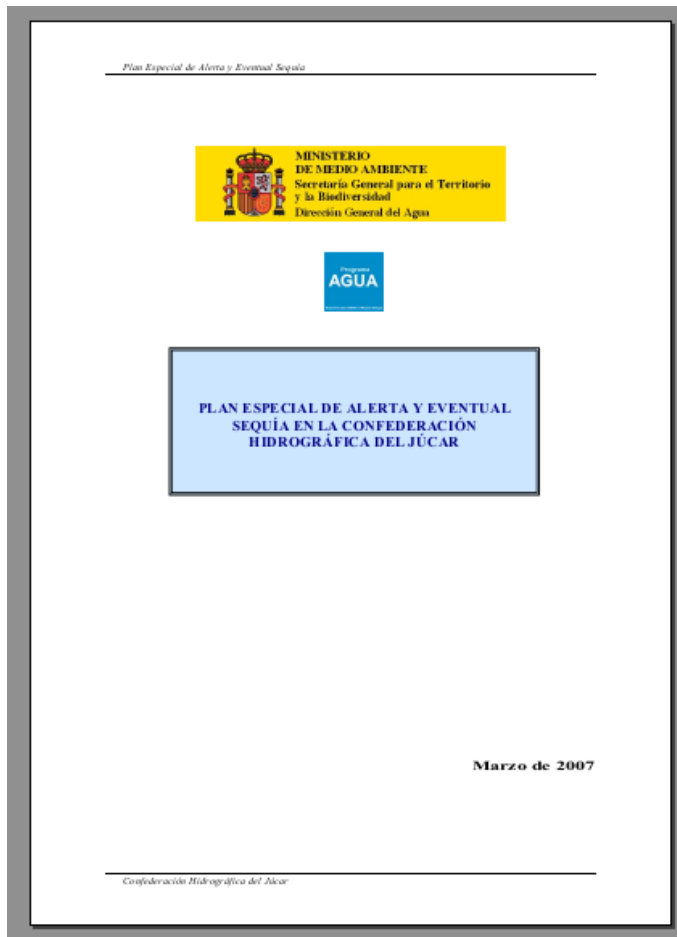 Plan Especial de Alerta y Eventual Sequía
MINISTERIO
DE MEDIO AMBIENTE
Secretaría General para el Territorio
y la Biodiversidad
Dirección General del Agua
Programa
AGUA
PLAN ESPECIAL DE ALERTA Y EVENTUAL
SEQUÍA EN LA CONFEDERACIÓN
HIDROGRÁFICA DEL JÚCAR
Marzo de 2007
Confederación Hidrográfica del Júcar